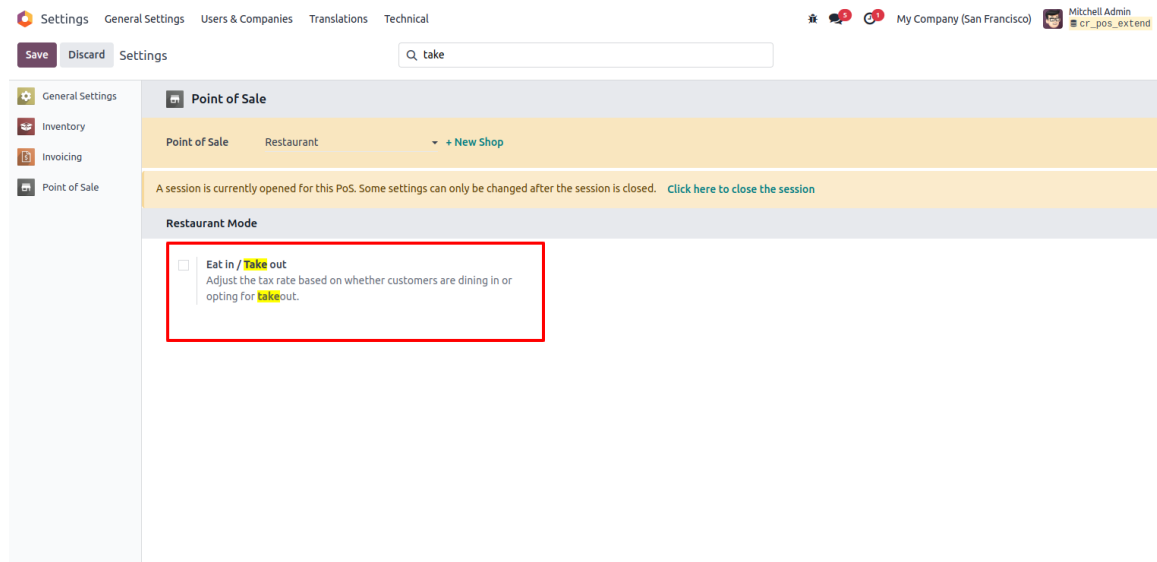 Settings General Settings Users & Companies Translations Technical 5 1 My Company (San Francisco) Mitchell Admin
cr_pos_extend
Save Discard Settings take
General Settings
Inventory
Invoicing
Point of Sale
Point of Sale
Point of Sale Restaurant + New Shop
A session is currently opened for this PoS. Some settings can only be changed after the session is closed. Click here to close the session
Restaurant Mode
Eat in / Take out
Adjust the tax rate based on whether customers are dining in or
opting for takeout.